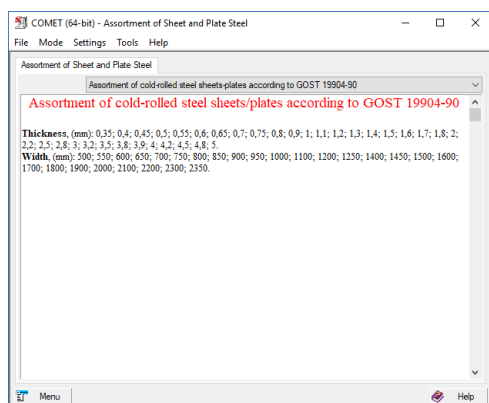 COMET (64-bit) - Assortment of Sheet and Plate Steel
File Mode Settings Tools Help
Assortment of Sheet and Plate Steel
Assortment of cold-rolled steel sheets-plates according to GOST 19904-90
Assortment of cold-rolled steel sheets/plates according to GOST 19904-90
Thickness, (mm): 0,35; 0,4; 0,45; 0,5; 0,55; 0,6; 0,65; 0,7; 0,75; 0,8; 0,9; 1; 1,1; 1,2; 1,3; 1,4; 1,5; 1,6; 1,7; 1,8; 2;
2,2; 2,5; 2,8; 3; 3,2; 3,5; 3,8; 3,9; 4; 4,2; 4,5; 4,8; 5.
Width, (mm): 500; 550; 600; 650; 700; 750; 800; 850; 900; 950; 1000; 1100; 1200; 1250; 1400; 1450; 1500; 1600;
1700; 1800; 1900; 2000; 2100; 2200; 2300; 2350.
Menu Help